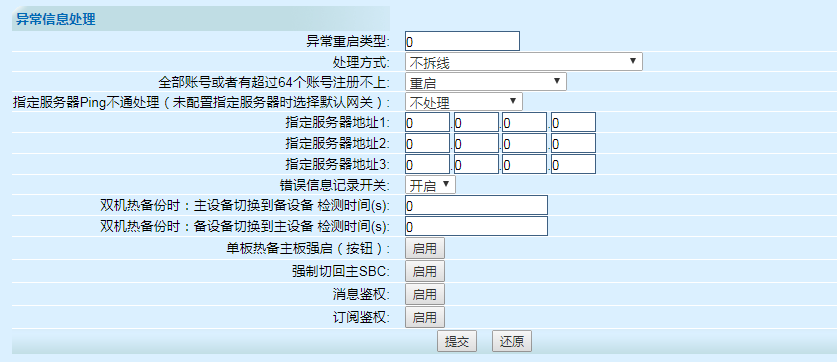 异常信息处理
异常重启类型: 0
处理方式: 不拆线
全部账号或者有超过64个账号注册不上: 重启
指定服务器Ping不通处理（未配置指定服务器时选择默认网关）: 不处理
指定服务器地址1: 0.0.0.0
指定服务器地址2: 0.0.0.0
指定服务器地址3: 0.0.0.0
错误信息记录开关: 开启
双机热备份时：主设备切换到备设备 检测时间(s): 0
双机热备份时：备设备切换到主设备 检测时间(s): 0
单板热备主板强启（按钮）: 启用
强制切回主SBC: 启用
消息鉴权: 启用
订阅鉴权: 启用
提交 还原